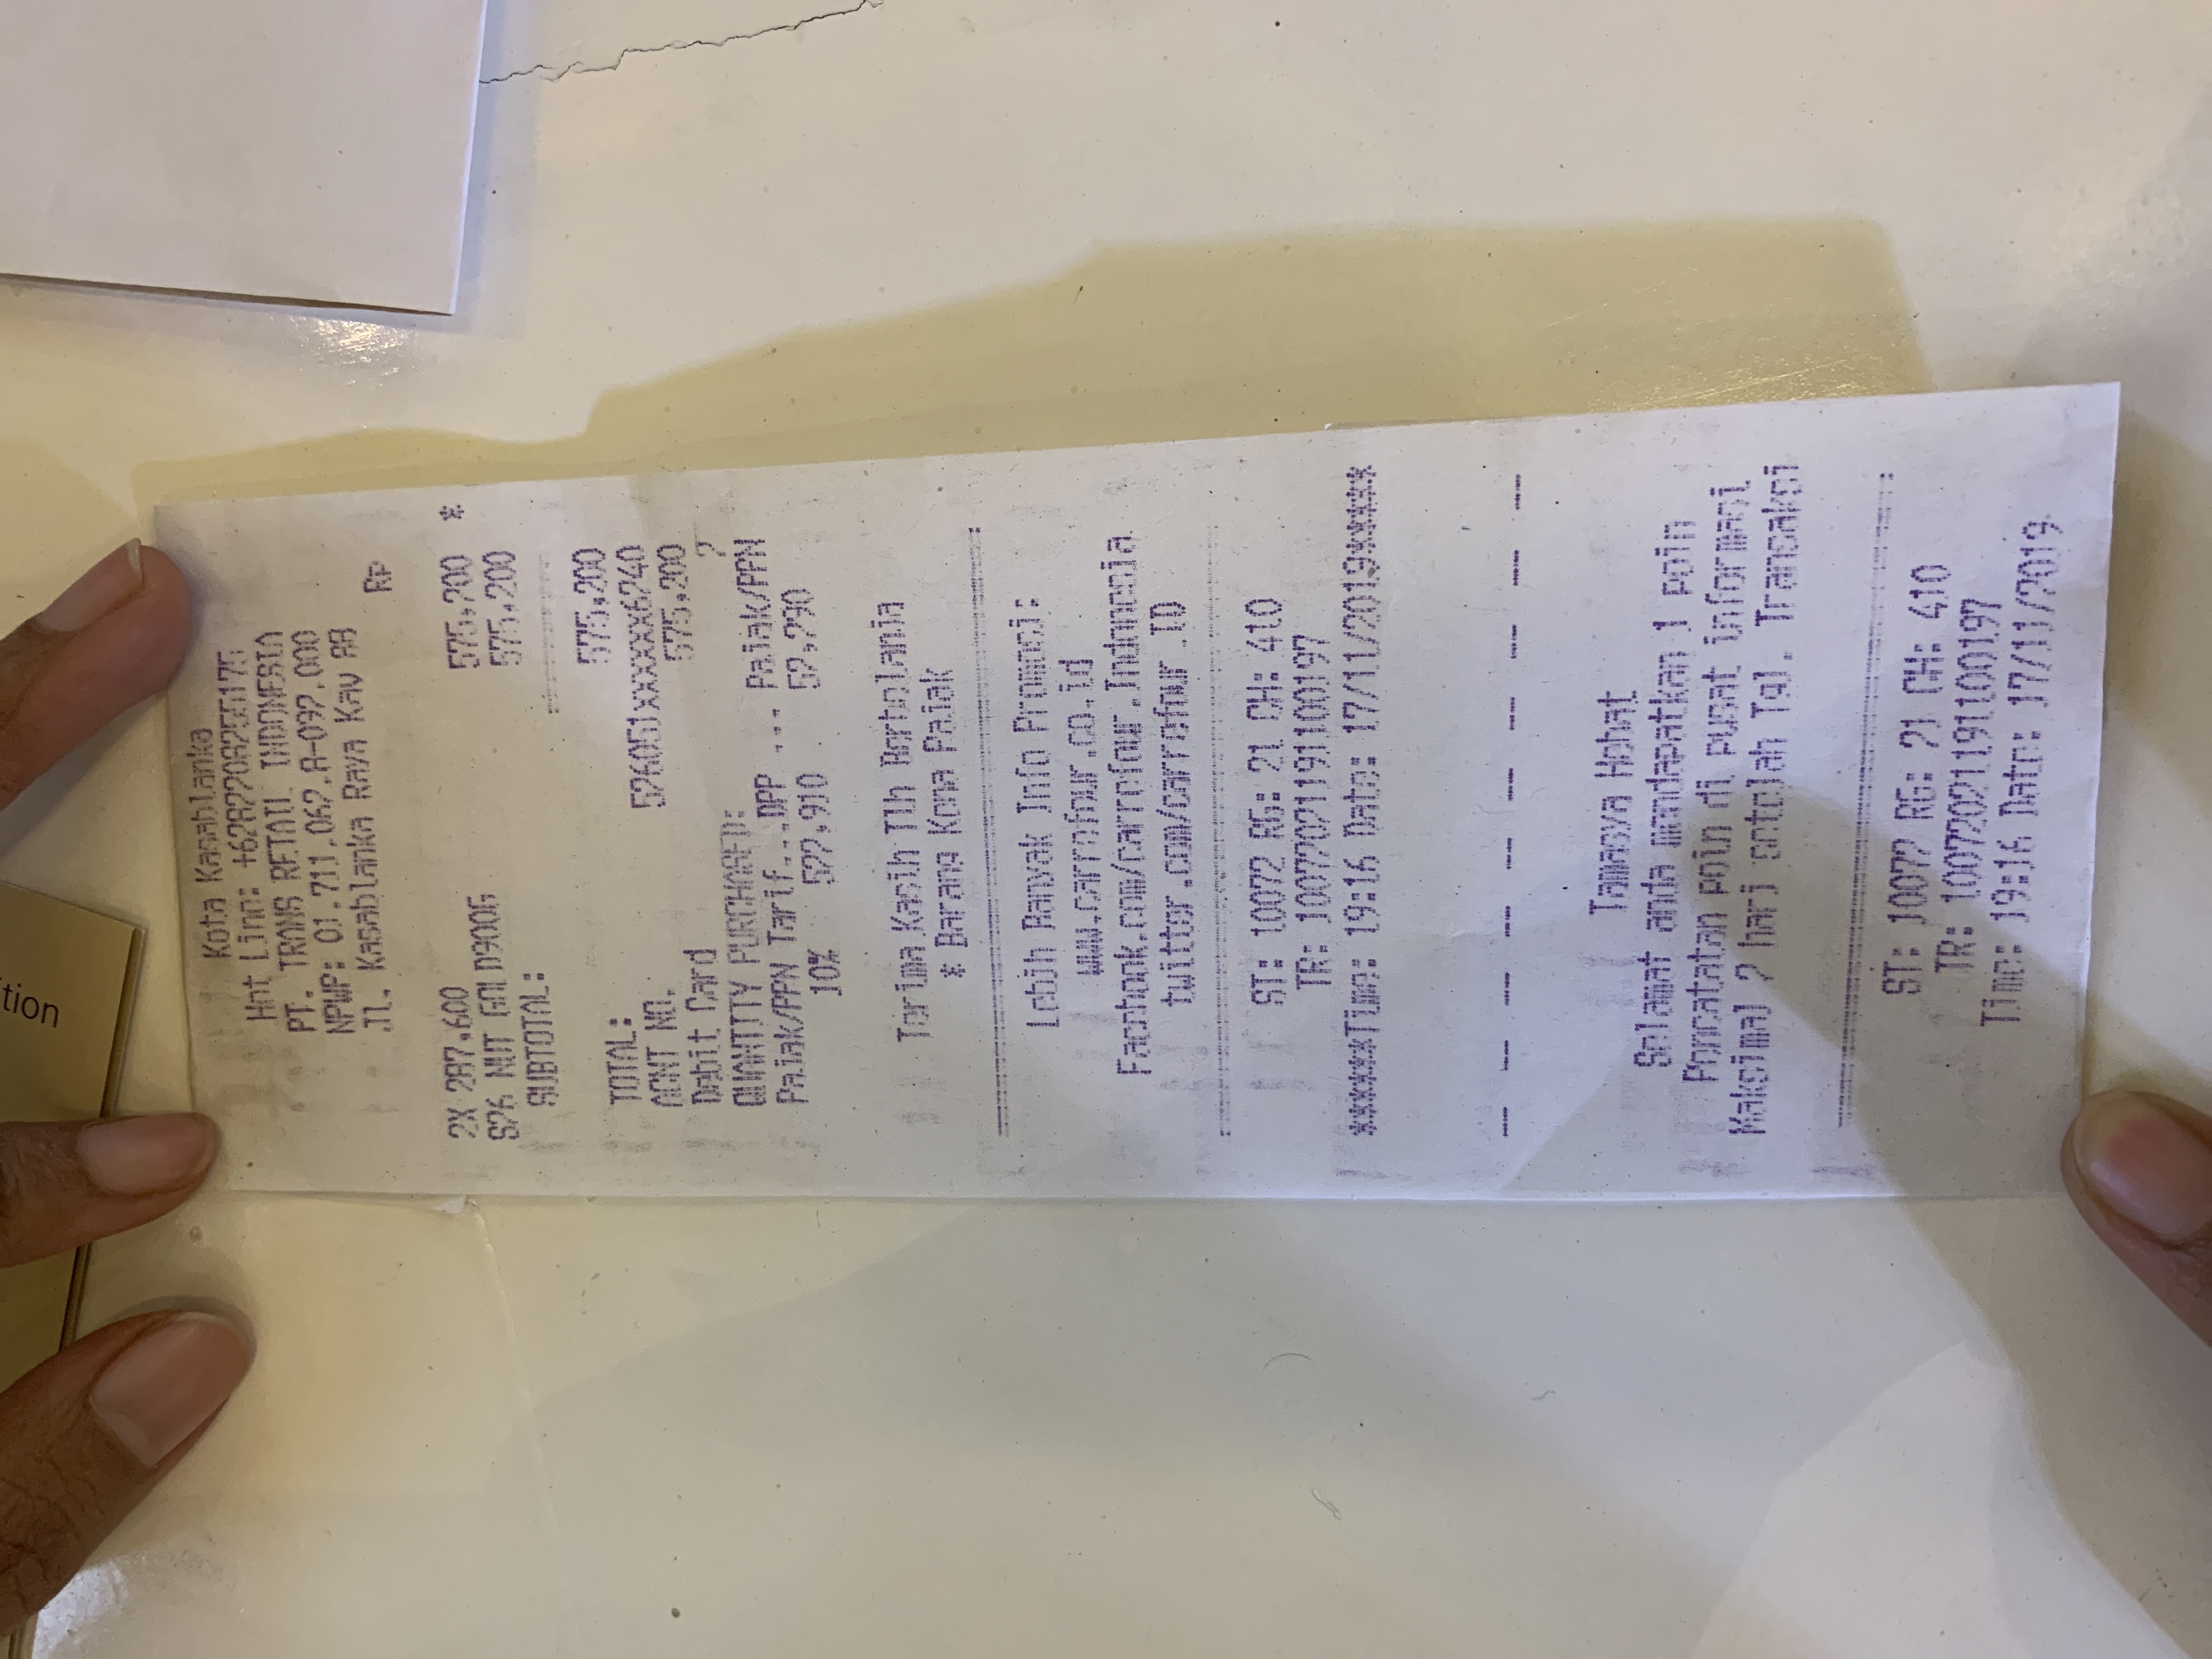 tion
Kota Kasablanka
Hot Line: +6282208255175
PT. TRANS RETAIL INDONESIA
NPWP: 01.711.062.8-092.000
Jl. Kasablanka Raya Kav 88
Rp
2X 287,600 575,200 *
S26 NUT GOLD900G 575,200
SUBTOTAL:
575,200
TOTAL: 526051xxxxxx6240
ACNT NO. 575,200
Debit Card 2
QUANTITY PURCHASED:
Pajak/PPN Tarif...DPP ... Pajak/PPN
10% 522,910 52,290
Terima Kasih Tlh Berbelanja
* Barang Kena Pajak
Lebih Banyak Info Promosi:
www.carrefour.co.id
Facebook.com/carrefour.Indonesia
twitter.com/carrefour_ID
ST: 10072 RG: 21 CH: 410
TR: 10072021191100197
******Time: 19:16 Date: 17/11/2019*****
Tamasya Hebat
Selamat anda mendapatkan 1 poin
Pencatatan poin di pusat informasi
Maksimal 2 hari setelah Tgl. Transaksi
ST: 10072 RG: 21 CH: 410
TR: 10072021191100197
Time: 19:16 Date: 17/11/2019